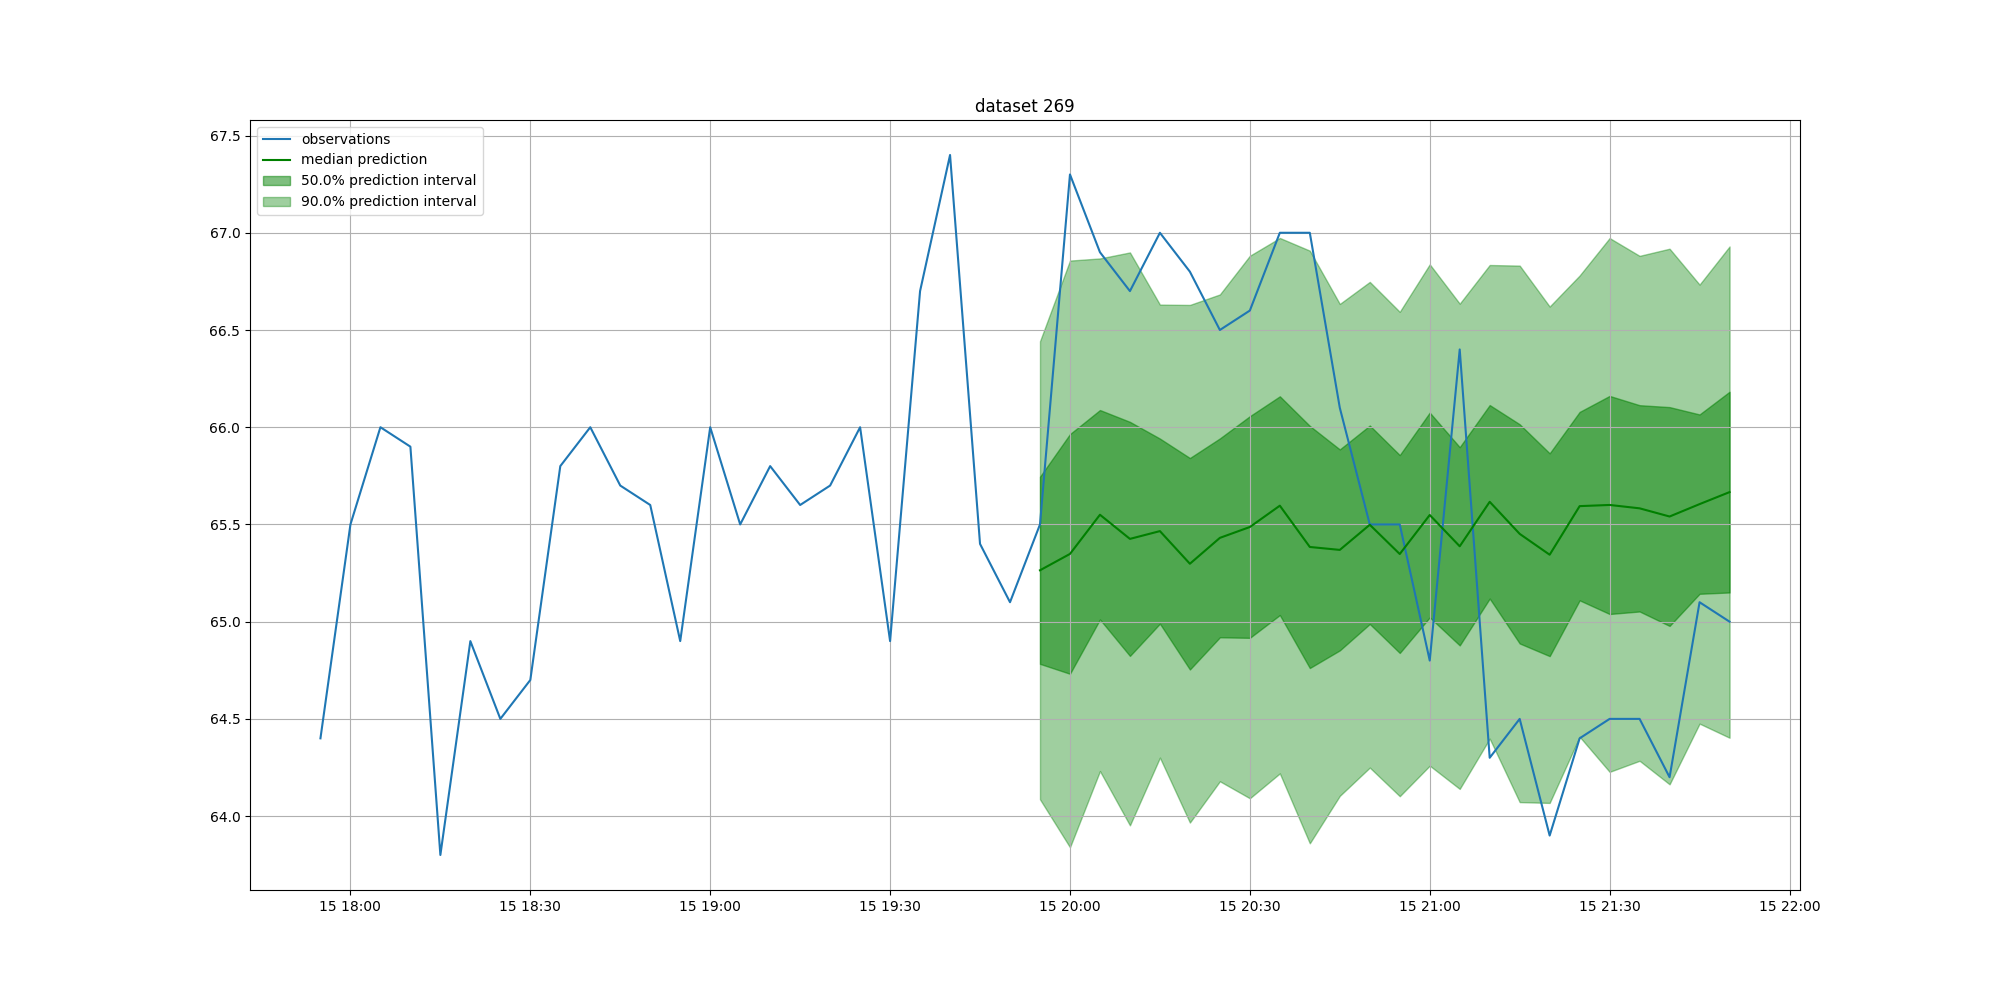 dataset 269
observations
median prediction
50.0% prediction interval
90.0% prediction interval
67.5
67.0
66.5
66.0
65.5
65.0
64.5
64.0
15 18:00 15 18:30 15 19:00 15 19:30 15 20:00 15 20:30 15 21:00 15 21:30 15 22:00